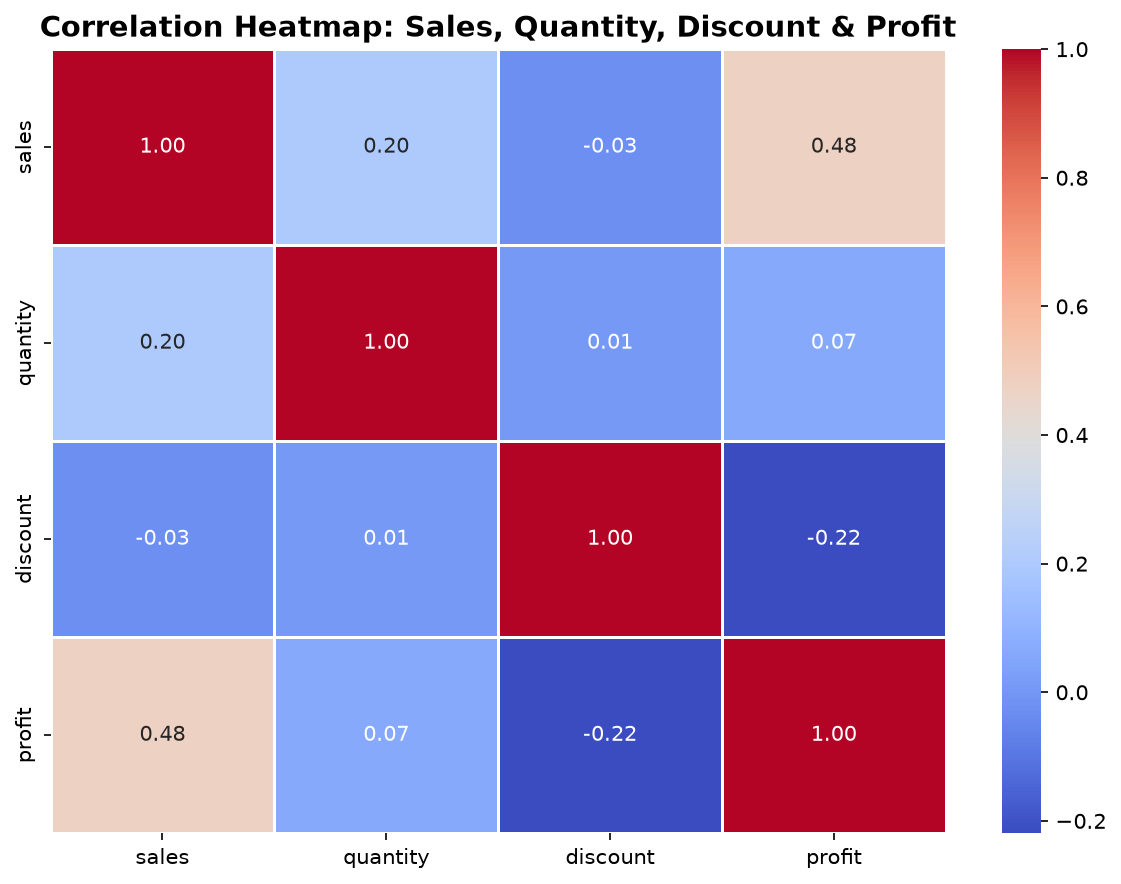 Correlation Heatmap: Sales, Quantity, Discount & Profit
sales 1.00 0.20 -0.03 0.48
quantity 0.20 1.00 0.01 0.07
discount -0.03 0.01 1.00 -0.22
profit 0.48 0.07 -0.22 1.00
sales quantity discount profit
1.0
0.8
0.6
0.4
0.2
0.0
−0.2